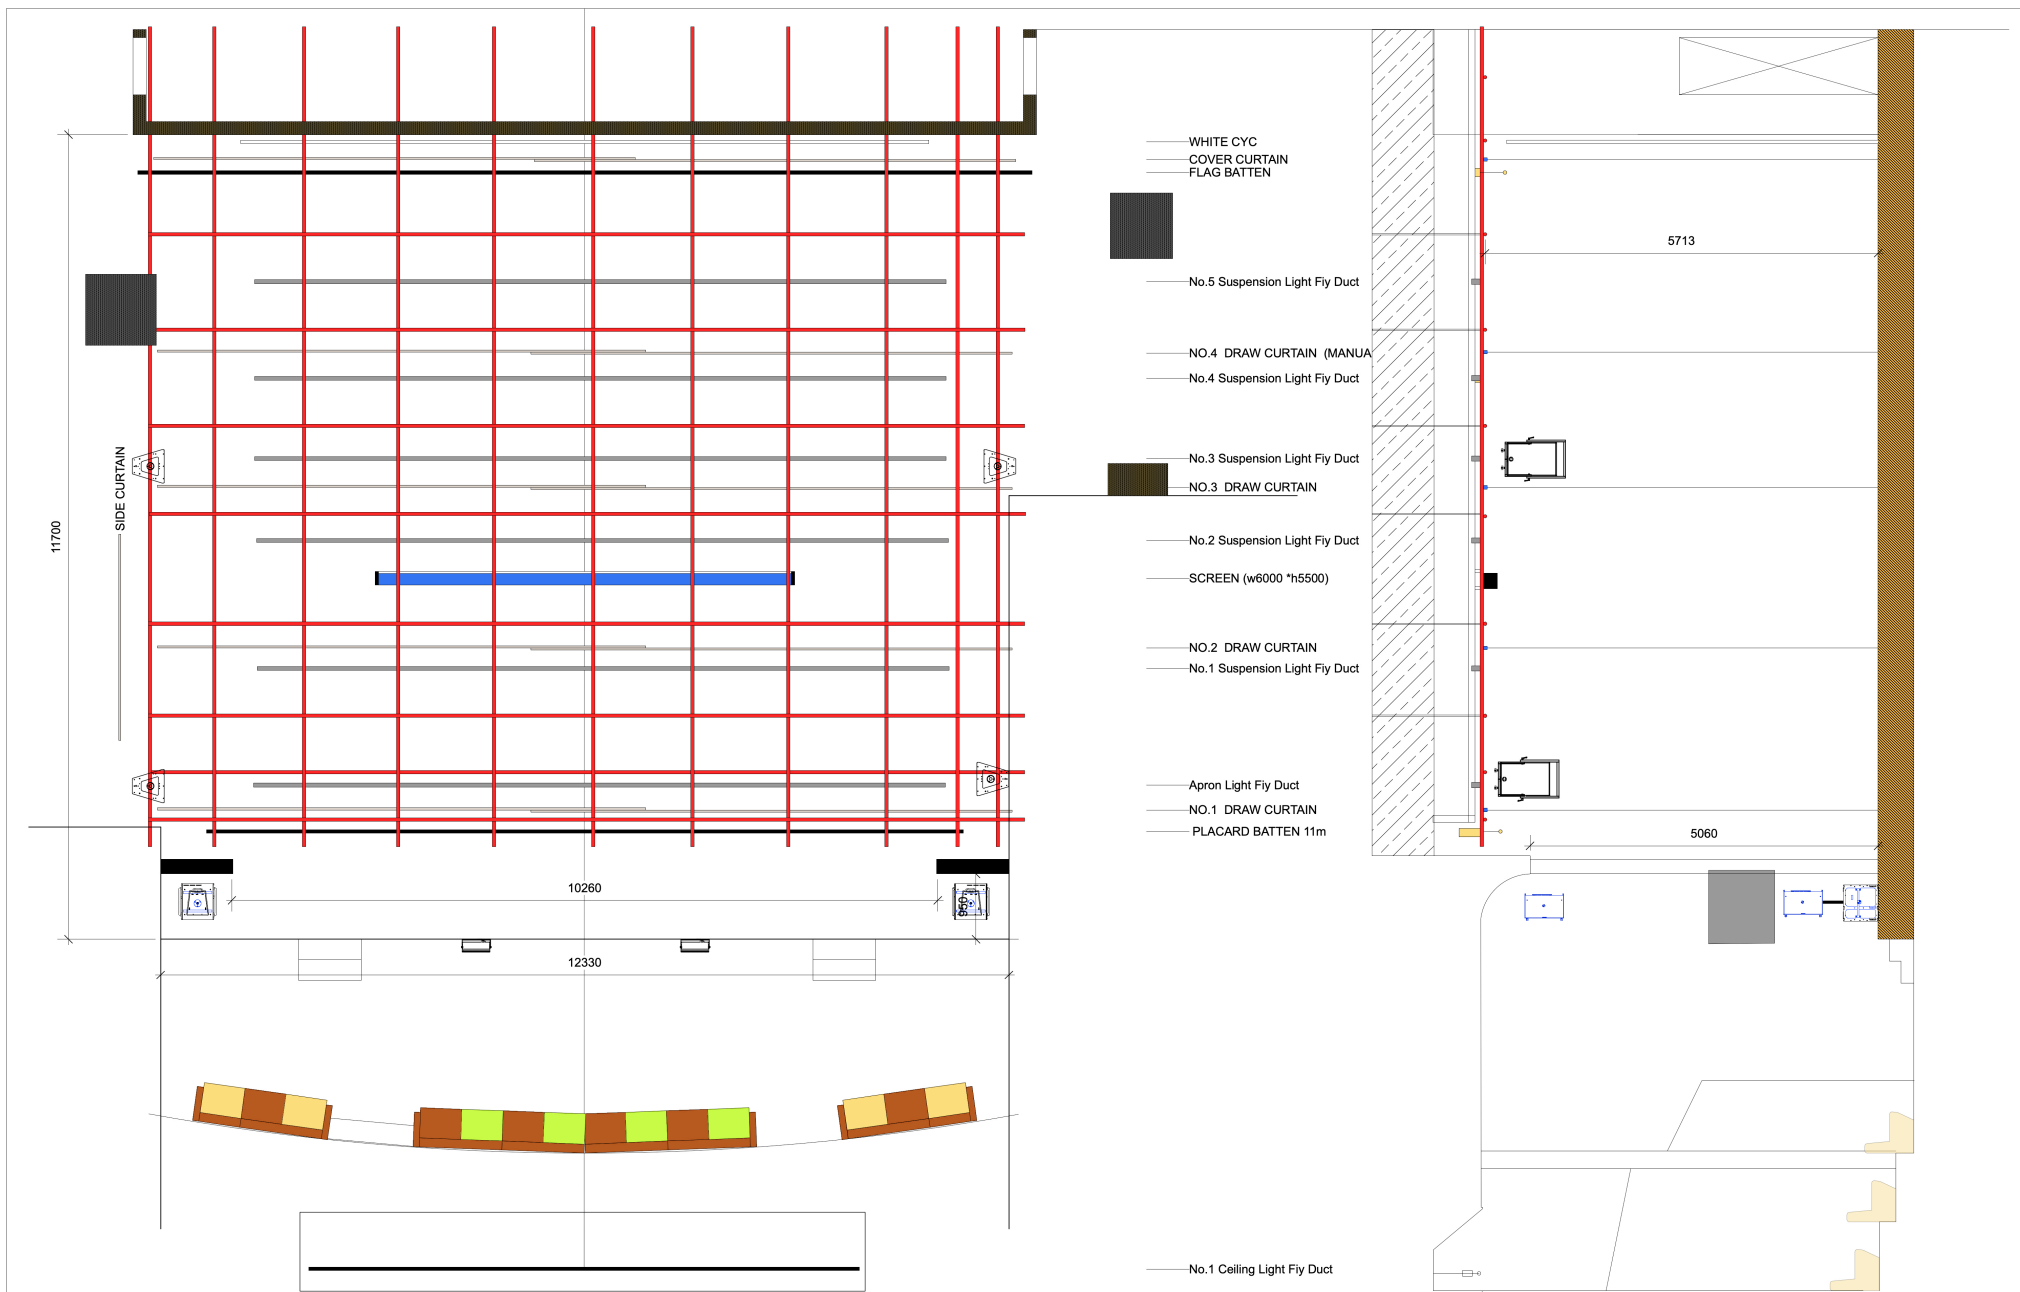 WHITE CYC
COVER CURTAIN
FLAG BATTEN
5713
No.5 Suspension Light Fiy Duct
NO.4 DRAW CURTAIN (MANUA
No.4 Suspension Light Fiy Duct
SIDE CURTAIN
No.3 Suspension Light Fiy Duct
NO.3 DRAW CURTAIN
11700
No.2 Suspension Light Fiy Duct
SCREEN (w6000 *h5500)
NO.2 DRAW CURTAIN
No.1 Suspension Light Fiy Duct
Apron Light Fiy Duct
NO.1 DRAW CURTAIN
PLACARD BATTEN 11m
5060
10260
950
12330
No.1 Ceiling Light Fiy Duct